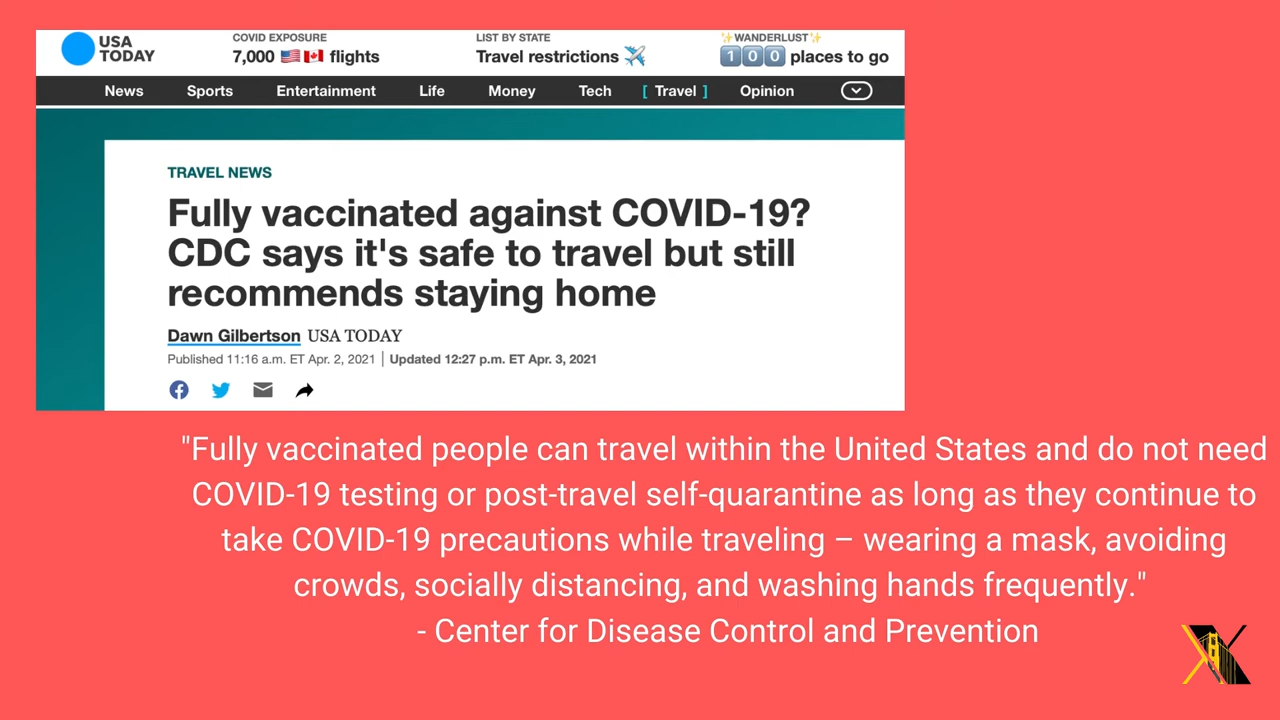 USA
TODAY
COVID EXPOSURE
7,000 🇺🇸🇨🇦 flights
LIST BY STATE
Travel restrictions ✈️
✨WANDERLUST✨
1️⃣0️⃣0️⃣ places to go
News Sports Entertainment Life Money Tech [ Travel ] Opinion
TRAVEL NEWS
Fully vaccinated against COVID-19?
CDC says it's safe to travel but still
recommends staying home
Dawn Gilbertson USA TODAY
Published 11:16 a.m. ET Apr. 2, 2021 | Updated 12:27 p.m. ET Apr. 3, 2021
"Fully vaccinated people can travel within the United States and do not need
COVID-19 testing or post-travel self-quarantine as long as they continue to
take COVID-19 precautions while traveling – wearing a mask, avoiding
crowds, socially distancing, and washing hands frequently."
- Center for Disease Control and Prevention
X